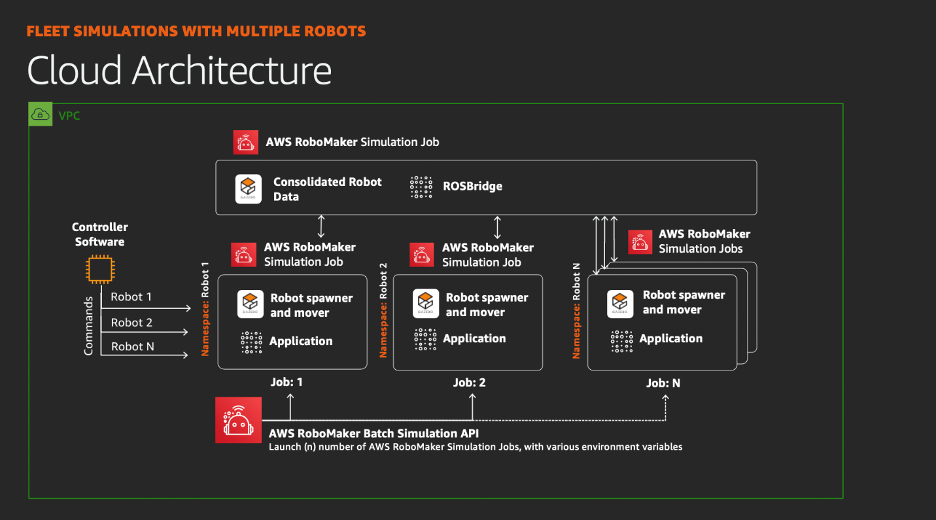 FLEET SIMULATIONS WITH MULTIPLE ROBOTS
Cloud Architecture
VPC
AWS RoboMaker Simulation Job
Consolidated Robot
Data
ROSBridge
Controller
Software
Commands
Robot 1
Robot 2
Robot N
AWS RoboMaker
Simulation Job
Namespace: Robot 1
Robot spawner
and mover
Application
Job: 1
AWS RoboMaker
Simulation Job
Namespace: Robot 2
Robot spawner
and mover
Application
Job: 2
AWS RoboMaker
Simulation Jobs
Namespace: Robot N
Robot spawner
and mover
Application
Job: N
AWS RoboMaker Batch Simulation API
Launch (n) number of AWS RoboMaker Simulation Jobs, with various environment variables